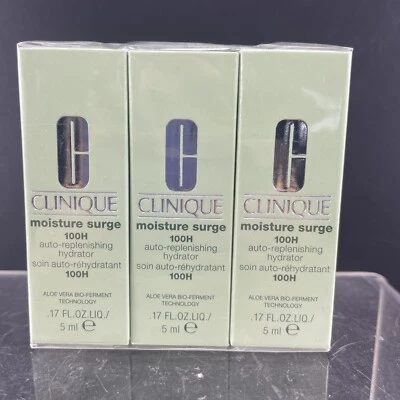 C
CLINIQUE
moisture surge
100H
auto-replenishing
hydrator
soin auto-réhydratant
100H
ALOE VERA BIO-FERMENT
TECHNOLOGY
.17 FL.OZ.LIQ./
5 ml e
C
CLINIQUE
moisture surge
100H
auto-replenishing
hydrator
soin auto-réhydratant
100H
ALOE VERA BIO-FERMENT
TECHNOLOGY
.17 FL.OZ.LIQ./
5 ml e
C
CLINIQUE
moisture surge
100H
auto-replenishing
hydrator
soin auto-réhydratant
100H
ALOE VERA BIO-FERMENT
TECHNOLOGY
.17 FL.OZ.LIQ./
5 ml e